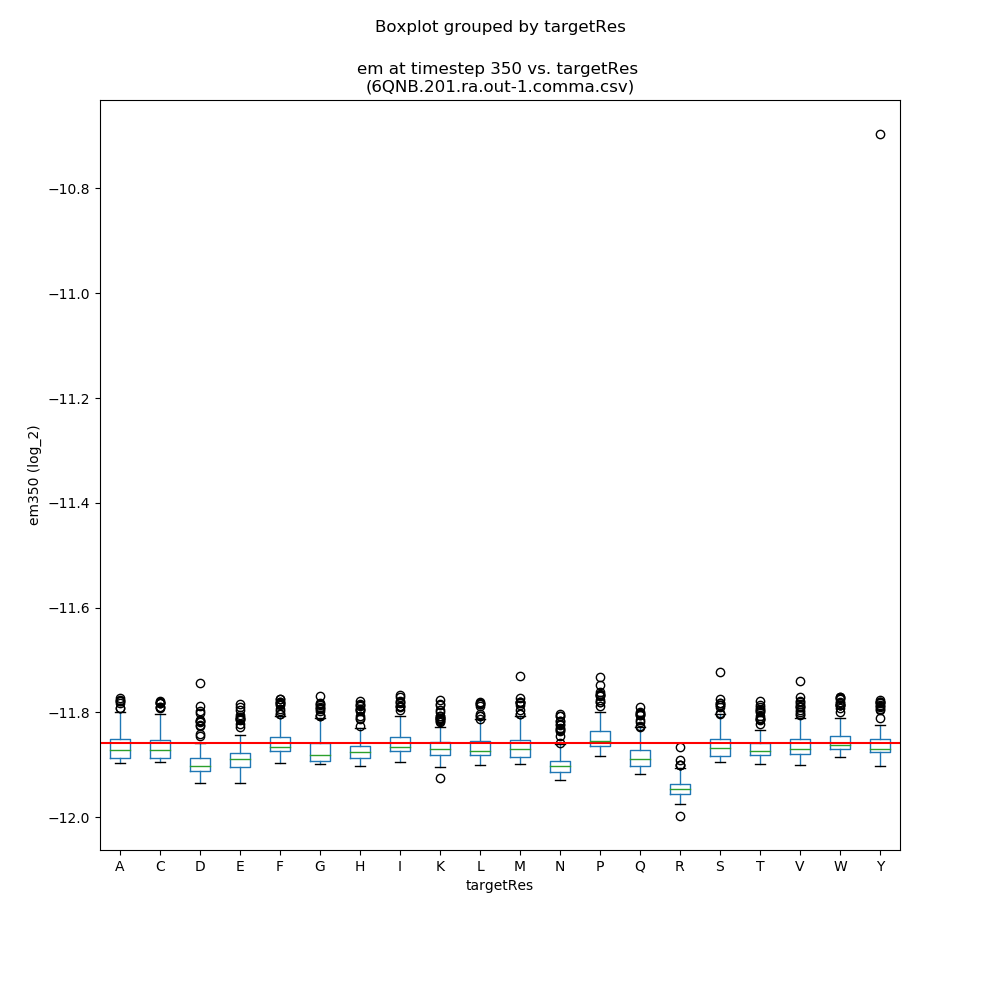 Boxplot grouped by targetRes
em at timestep 350 vs. targetRes
(6QNB.201.ra.out-1.comma.csv)
em350 (log_2)
−10.8
−11.0
−11.2
−11.4
−11.6
−11.8
−12.0
A C D E F G H I K L M N P Q R S T V W Y
targetRes